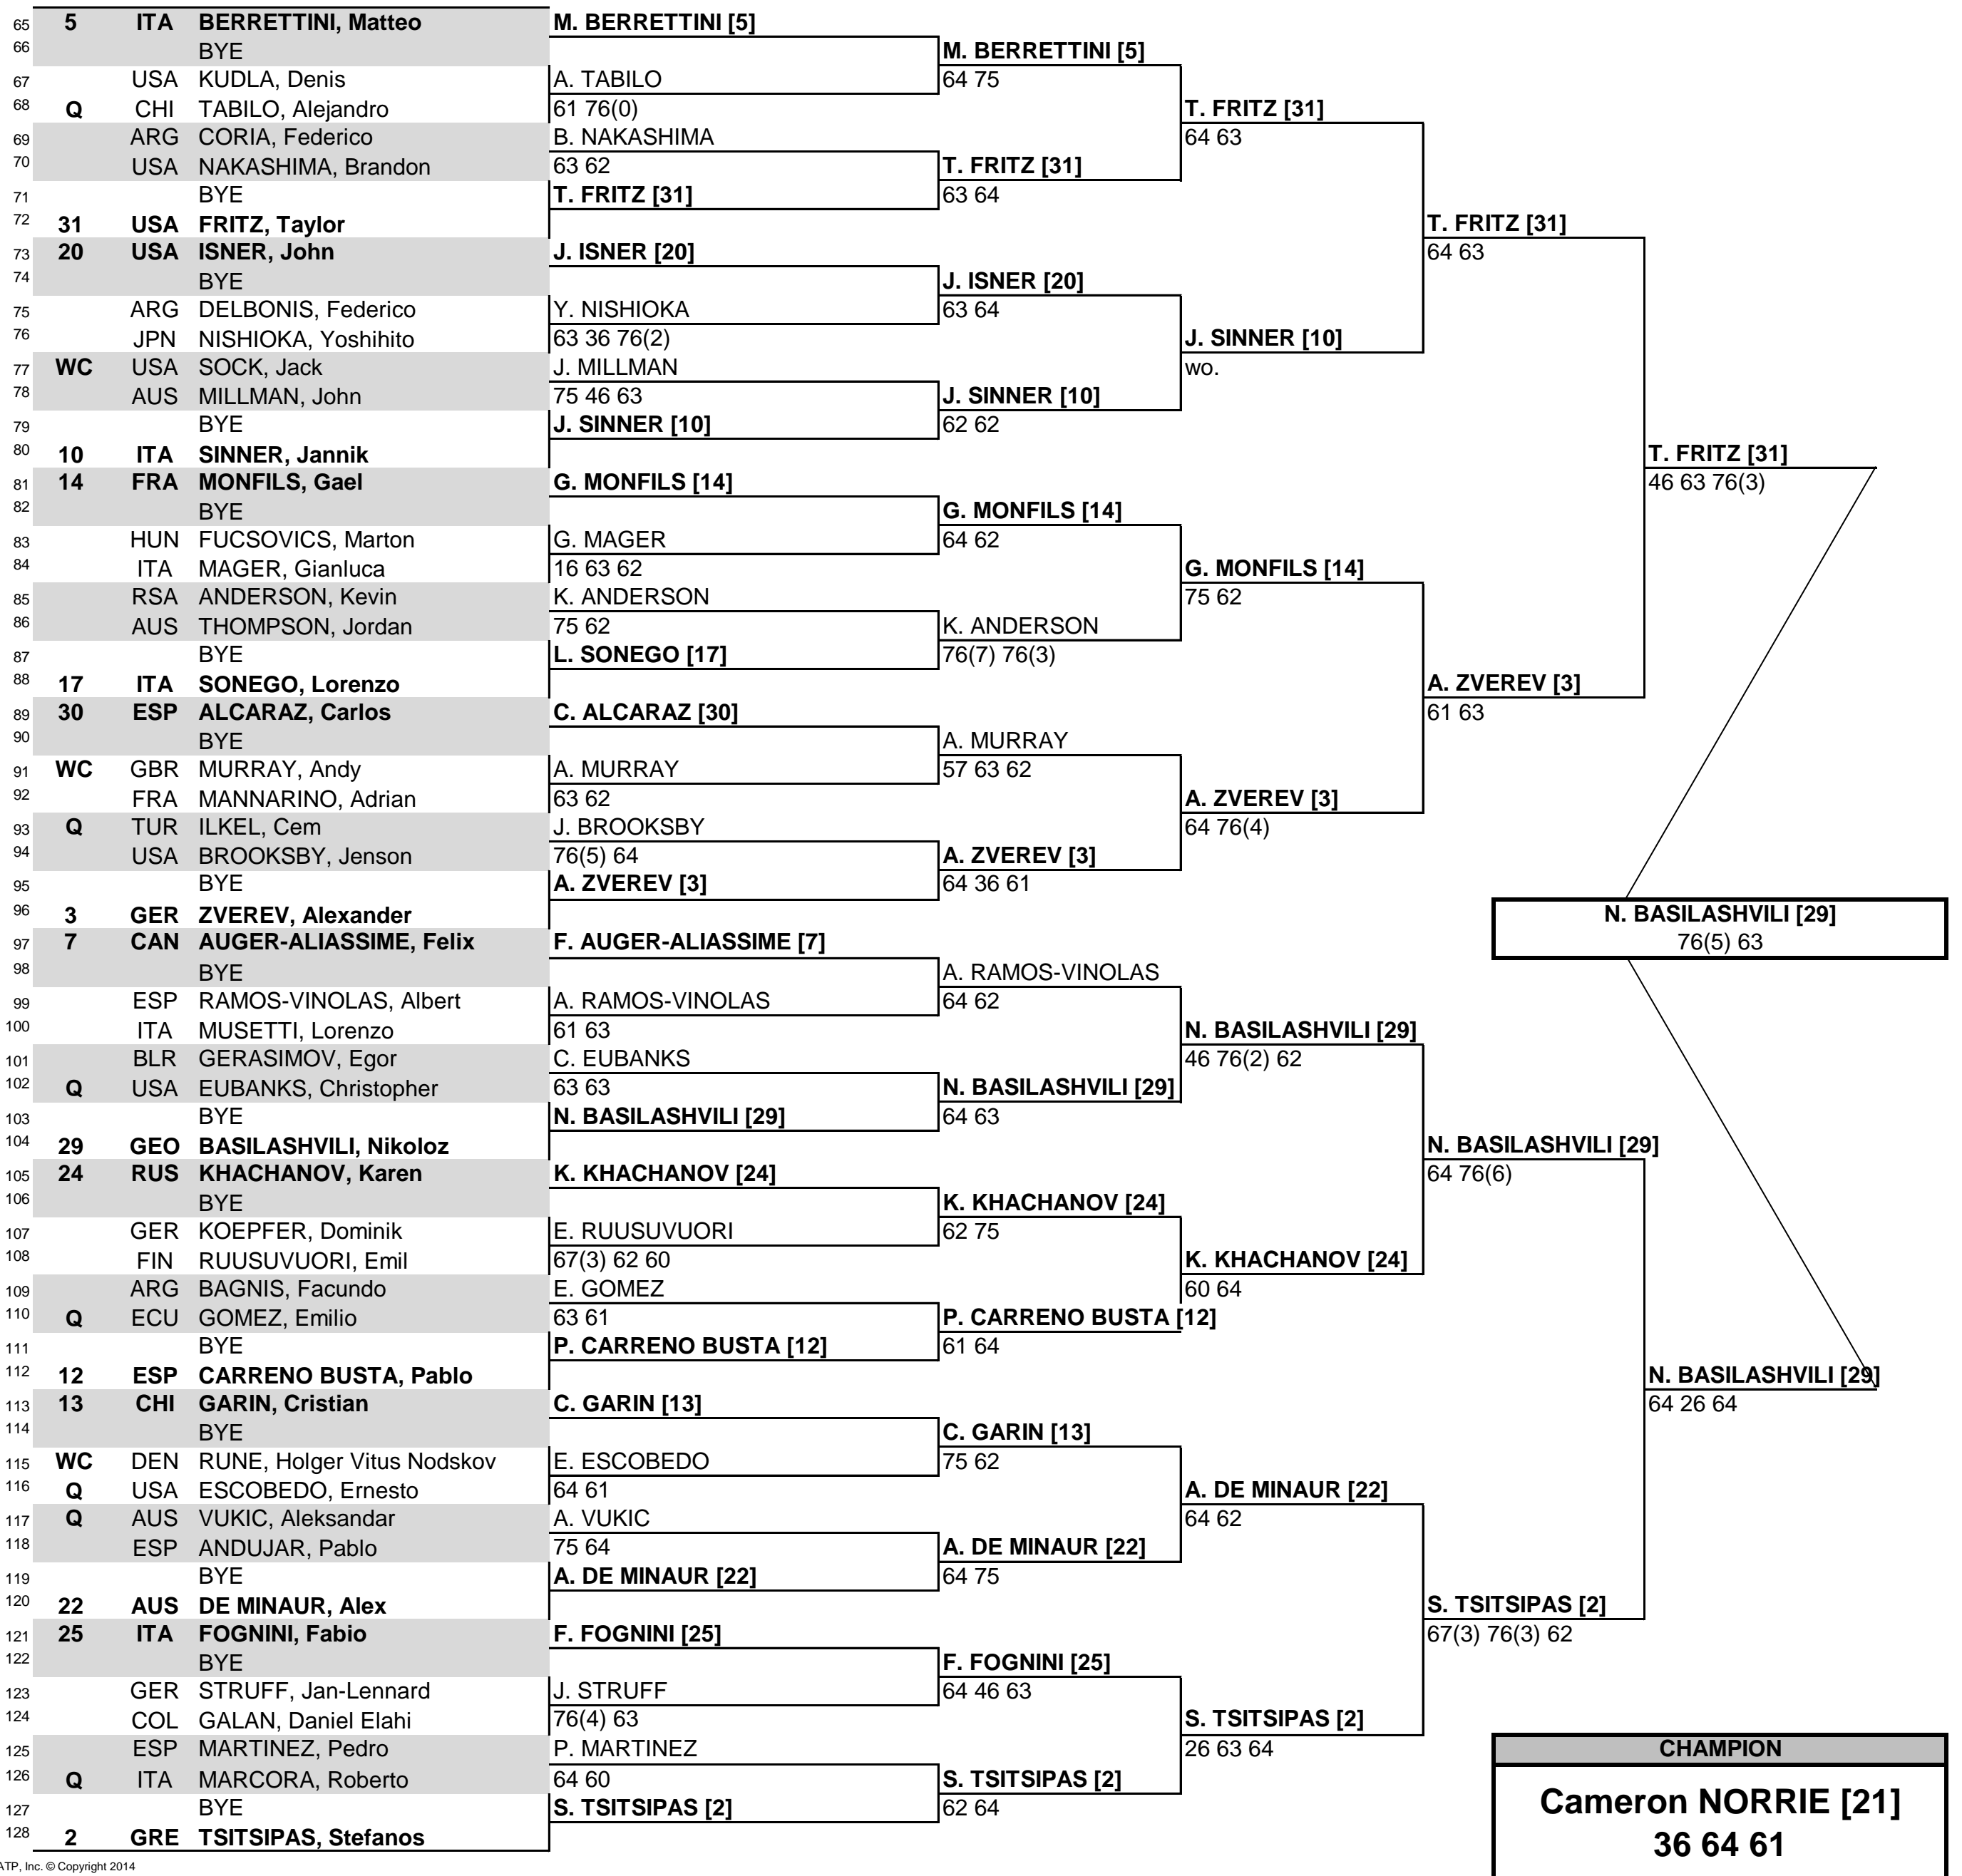 65 5 ITA BERRETTINI, Matteo M. BERRETTINI [5]
66 BYE M. BERRETTINI [5]
67 USA KUDLA, Denis A. TABILO 64 75
68 Q CHI TABILO, Alejandro 61 76(0) T. FRITZ [31]
69 ARG CORIA, Federico B. NAKASHIMA 64 63
70 USA NAKASHIMA, Brandon 63 62 T. FRITZ [31]
71 BYE T. FRITZ [31] 63 64
72 31 USA FRITZ, Taylor T. FRITZ [31]
73 20 USA ISNER, John J. ISNER [20] 64 63
74 BYE J. ISNER [20]
75 ARG DELBONIS, Federico Y. NISHIOKA 63 64
76 JPN NISHIOKA, Yoshihito 63 36 76(2) J. SINNER [10]
77 WC USA SOCK, Jack J. MILLMAN wo.
78 AUS MILLMAN, John 75 46 63 J. SINNER [10]
79 BYE J. SINNER [10] 62 62
80 10 ITA SINNER, Jannik T. FRITZ [31]
81 14 FRA MONFILS, Gael G. MONFILS [14] 46 63 76(3)
82 BYE G. MONFILS [14]
83 HUN FUCSOVICS, Marton G. MAGER 64 62
84 ITA MAGER, Gianluca 16 63 62 G. MONFILS [14]
85 RSA ANDERSON, Kevin K. ANDERSON 75 62
86 AUS THOMPSON, Jordan 75 62 K. ANDERSON
87 BYE L. SONEGO [17] 76(7) 76(3)
88 17 ITA SONEGO, Lorenzo A. ZVEREV [3]
89 30 ESP ALCARAZ, Carlos C. ALCARAZ [30] 61 63
90 BYE A. MURRAY
91 WC GBR MURRAY, Andy A. MURRAY 57 63 62
92 FRA MANNARINO, Adrian 63 62 A. ZVEREV [3]
93 Q TUR ILKEL, Cem J. BROOKSBY 64 76(4)
94 USA BROOKSBY, Jenson 76(5) 64 A. ZVEREV [3]
95 BYE A. ZVEREV [3] 64 36 61
96 3 GER ZVEREV, Alexander N. BASILASHVILI [29]
97 7 CAN AUGER-ALIASSIME, Felix F. AUGER-ALIASSIME [7] 76(5) 63
98 BYE A. RAMOS-VINOLAS
99 ESP RAMOS-VINOLAS, Albert A. RAMOS-VINOLAS 64 62
100 ITA MUSETTI, Lorenzo 61 63 N. BASILASHVILI [29]
101 BLR GERASIMOV, Egor C. EUBANKS 46 76(2) 62
102 Q USA EUBANKS, Christopher 63 63 N. BASILASHVILI [29]
103 BYE N. BASILASHVILI [29] 64 63
104 29 GEO BASILASHVILI, Nikoloz N. BASILASHVILI [29]
105 24 RUS KHACHANOV, Karen K. KHACHANOV [24] 64 76(6)
106 BYE K. KHACHANOV [24]
107 GER KOEPFER, Dominik E. RUUSUVUORI 62 75
108 FIN RUUSUVUORI, Emil 67(3) 62 60 K. KHACHANOV [24]
109 ARG BAGNIS, Facundo E. GOMEZ 60 64
110 Q ECU GOMEZ, Emilio 63 61 P. CARRENO BUSTA [12]
111 BYE P. CARRENO BUSTA [12] 61 64
112 12 ESP CARRENO BUSTA, Pablo N. BASILASHVILI [29]
113 13 CHI GARIN, Cristian C. GARIN [13] 64 26 64
114 BYE C. GARIN [13]
115 WC DEN RUNE, Holger Vitus Nodskov E. ESCOBEDO 75 62
116 Q USA ESCOBEDO, Ernesto 64 61 A. DE MINAUR [22]
117 Q AUS VUKIC, Aleksandar A. VUKIC 64 62
118 ESP ANDUJAR, Pablo 75 64 A. DE MINAUR [22]
119 BYE A. DE MINAUR [22] 64 75
120 22 AUS DE MINAUR, Alex S. TSITSIPAS [2]
121 25 ITA FOGNINI, Fabio F. FOGNINI [25] 67(3) 76(3) 62
122 BYE F. FOGNINI [25]
123 GER STRUFF, Jan-Lennard J. STRUFF 64 46 63
124 COL GALAN, Daniel Elahi 76(4) 63 S. TSITSIPAS [2]
125 ESP MARTINEZ, Pedro P. MARTINEZ 26 63 64 CHAMPION
126 Q ITA MARCORA, Roberto 64 60 S. TSITSIPAS [2]
127 BYE S. TSITSIPAS [2] 62 64 Cameron NORRIE [21]
128 2 GRE TSITSIPAS, Stefanos 36 64 61
ATP, Inc. © Copyright 2014